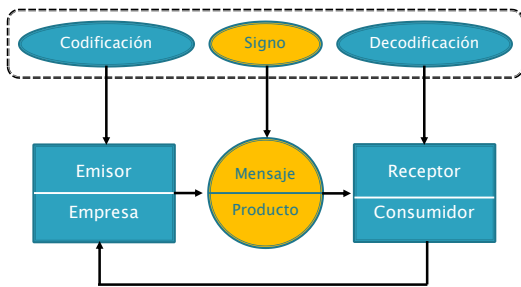 Codificación
Signo
Decodificación
Emisor
Empresa
Mensaje
Producto
Receptor
Consumidor